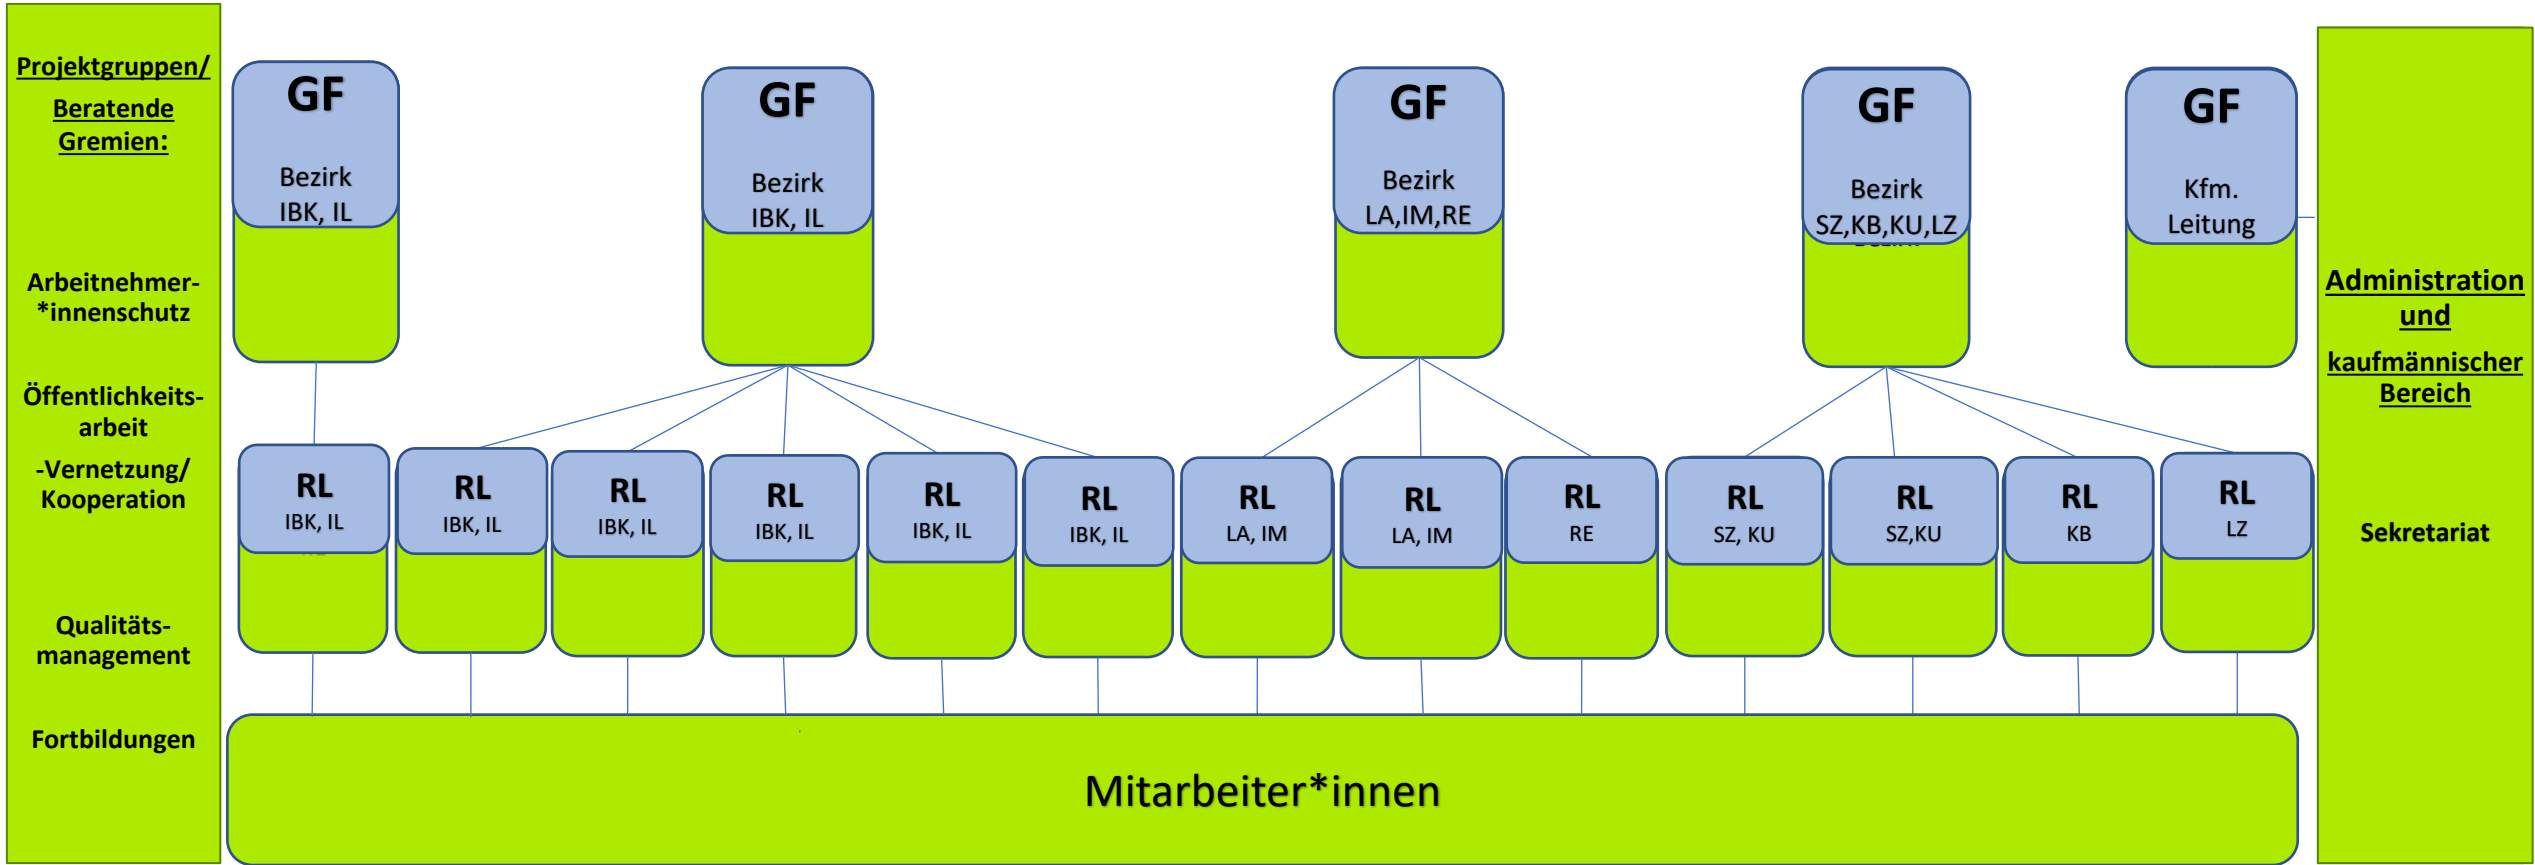 Projektgruppen/
Beratende
Gremien:
Arbeitnehmer-
*innenschutz
Öffentlichkeits-
arbeit
-Vernetzung/
Kooperation
Qualitäts-
management
Fortbildungen
GF
Bezirk
IBK, IL
GF
Bezirk
IBK, IL
GF
Bezirk
LA,IM,RE
GF
Bezirk
SZ,KB,KU,LZ
GF
Kfm.
Leitung
RL
IBK, IL
RL
IBK, IL
RL
IBK, IL
RL
IBK, IL
RL
IBK, IL
RL
IBK, IL
RL
LA, IM
RL
LA, IM
RL
RE
RL
SZ, KU
RL
SZ,KU
RL
KB
RL
LZ
Mitarbeiter*innen
Administration
und
kaufmännischer
Bereich
Sekretariat